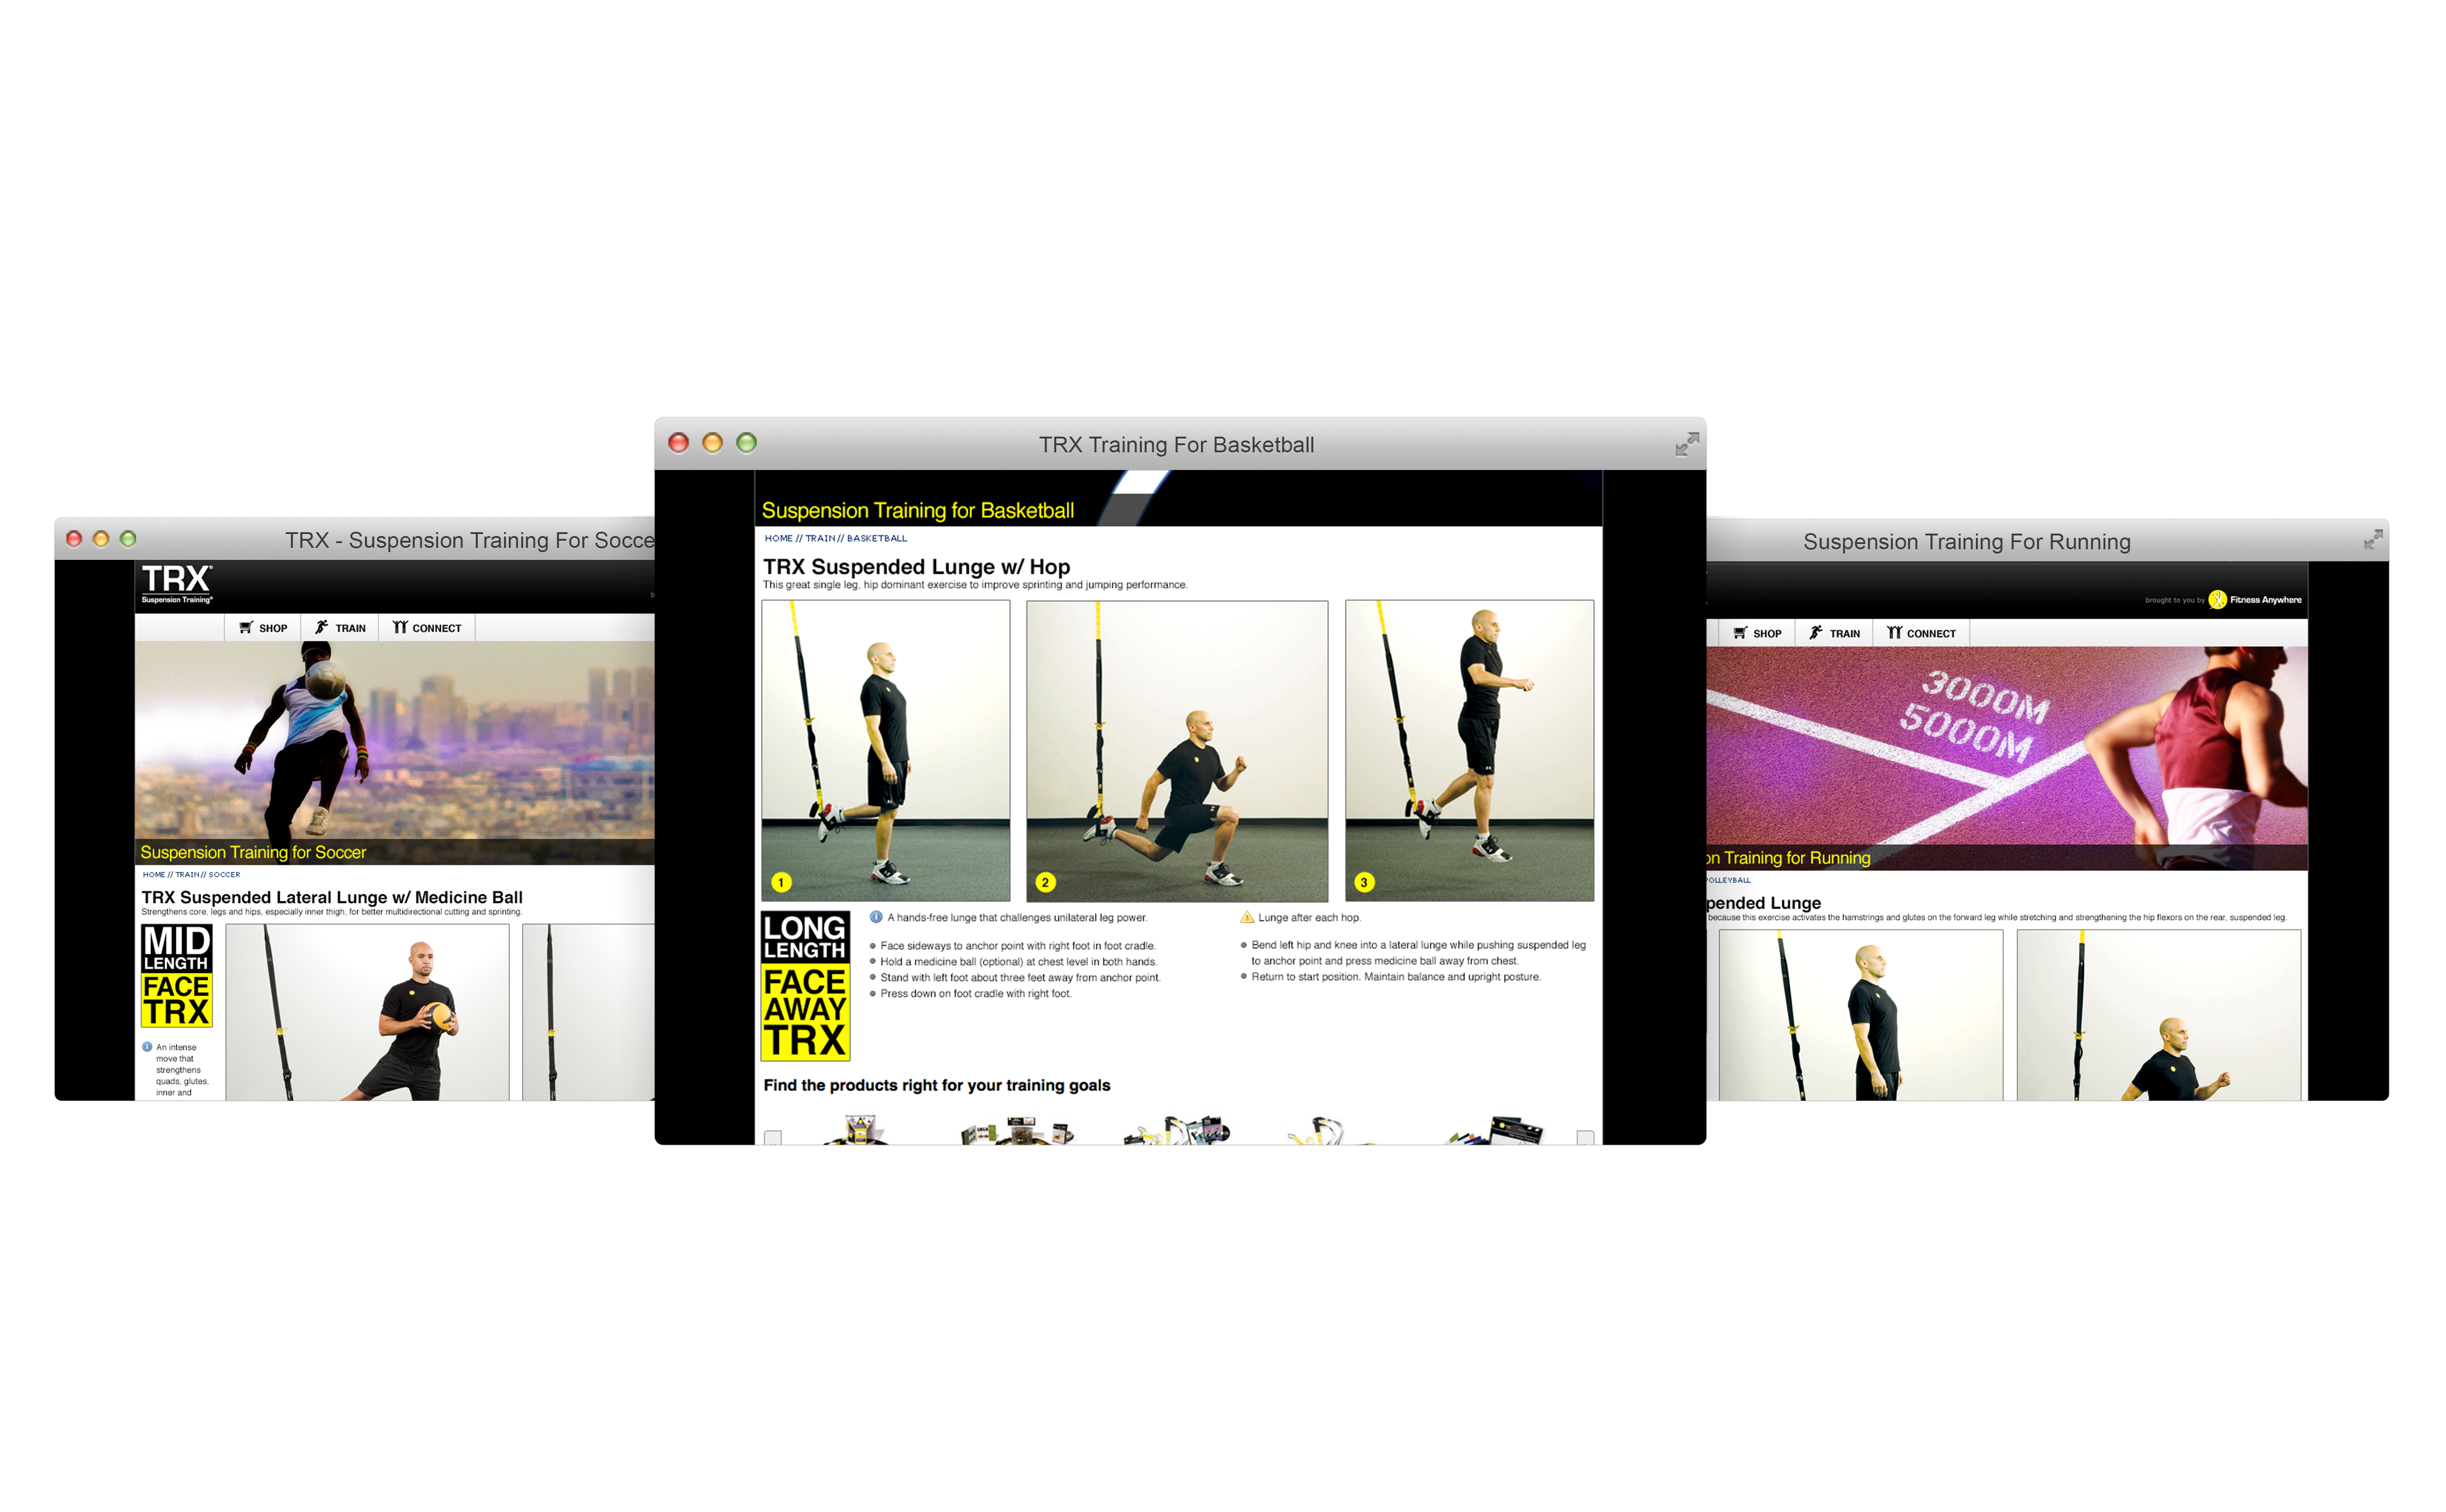 TRX - Suspension Training For Socce
TRX
Suspension Training
SHOP
TRAIN
CONNECT
Suspension Training for Soccer
HOME // TRAIN // SOCCER
TRX Suspended Lateral Lunge w/ Medicine Ball
Strengthens core, legs and hips, especially inner thigh, for better multidirectional cutting and sprinting.
MID
LENGTH
FACE
TRX
An intense
move that
strengthens
quads, glutes,
inner and
TRX Training For Basketball
Suspension Training for Basketball
HOME // TRAIN // BASKETBALL
TRX Suspended Lunge w/ Hop
This great single leg, hip dominant exercise to improve sprinting and jumping performance.
1
2
3
LONG
LENGTH
FACE
AWAY
TRX
A hands-free lunge that challenges unilateral leg power.
Face sideways to anchor point with right foot in foot cradle.
Hold a medicine ball (optional) at chest level in both hands.
Stand with left foot about three feet away from anchor point.
Press down on foot cradle with right foot.
Lunge after each hop.
Bend left hip and knee into a lateral lunge while pushing suspended leg
to anchor point and press medicine ball away from chest.
Return to start position. Maintain balance and upright posture.
Find the products right for your training goals
Suspension Training For Running
brought to you by Fitness Anywhere
SHOP
TRAIN
CONNECT
3000M
5000M
on Training for Running
OLLEYBALL
pended Lunge
because this exercise activates the hamstrings and glutes on the forward leg while stretching and strengthening the hip flexors on the rear, suspended leg.